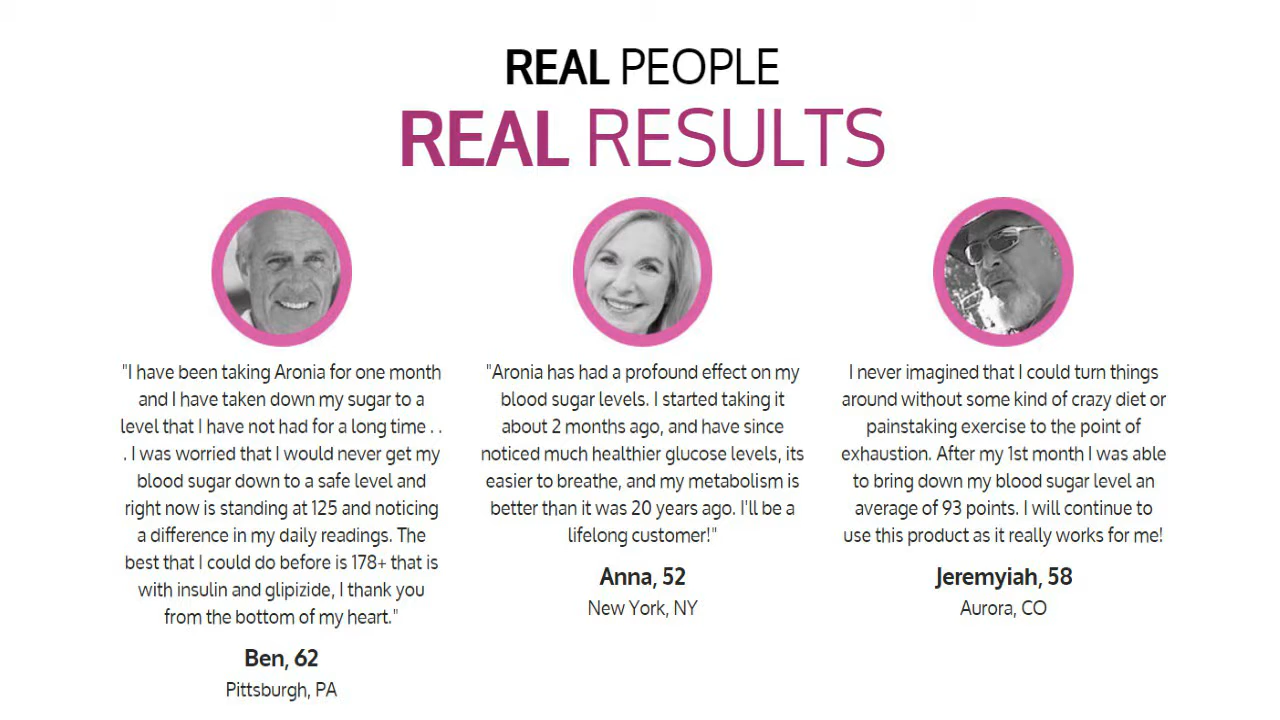 REAL PEOPLE
REAL RESULTS
"I have been taking Aronia for one month
and I have taken down my sugar to a
level that I have not had for a long time . .
. I was worried that I would never get my
blood sugar down to a safe level and
right now is standing at 125 and noticing
a difference in my daily readings. The
best that I could do before is 178+ that is
with insulin and glipizide, I thank you
from the bottom of my heart."
Ben, 62
Pittsburgh, PA
"Aronia has had a profound effect on my
blood sugar levels. I started taking it
about 2 months ago, and have since
noticed much healthier glucose levels, its
easier to breathe, and my metabolism is
better than it was 20 years ago. I'll be a
lifelong customer!"
Anna, 52
New York, NY
I never imagined that I could turn things
around without some kind of crazy diet or
painstaking exercise to the point of
exhaustion. After my 1st month I was able
to bring down my blood sugar level an
average of 93 points. I will continue to
use this product as it really works for me!
Jeremyiah, 58
Aurora, CO